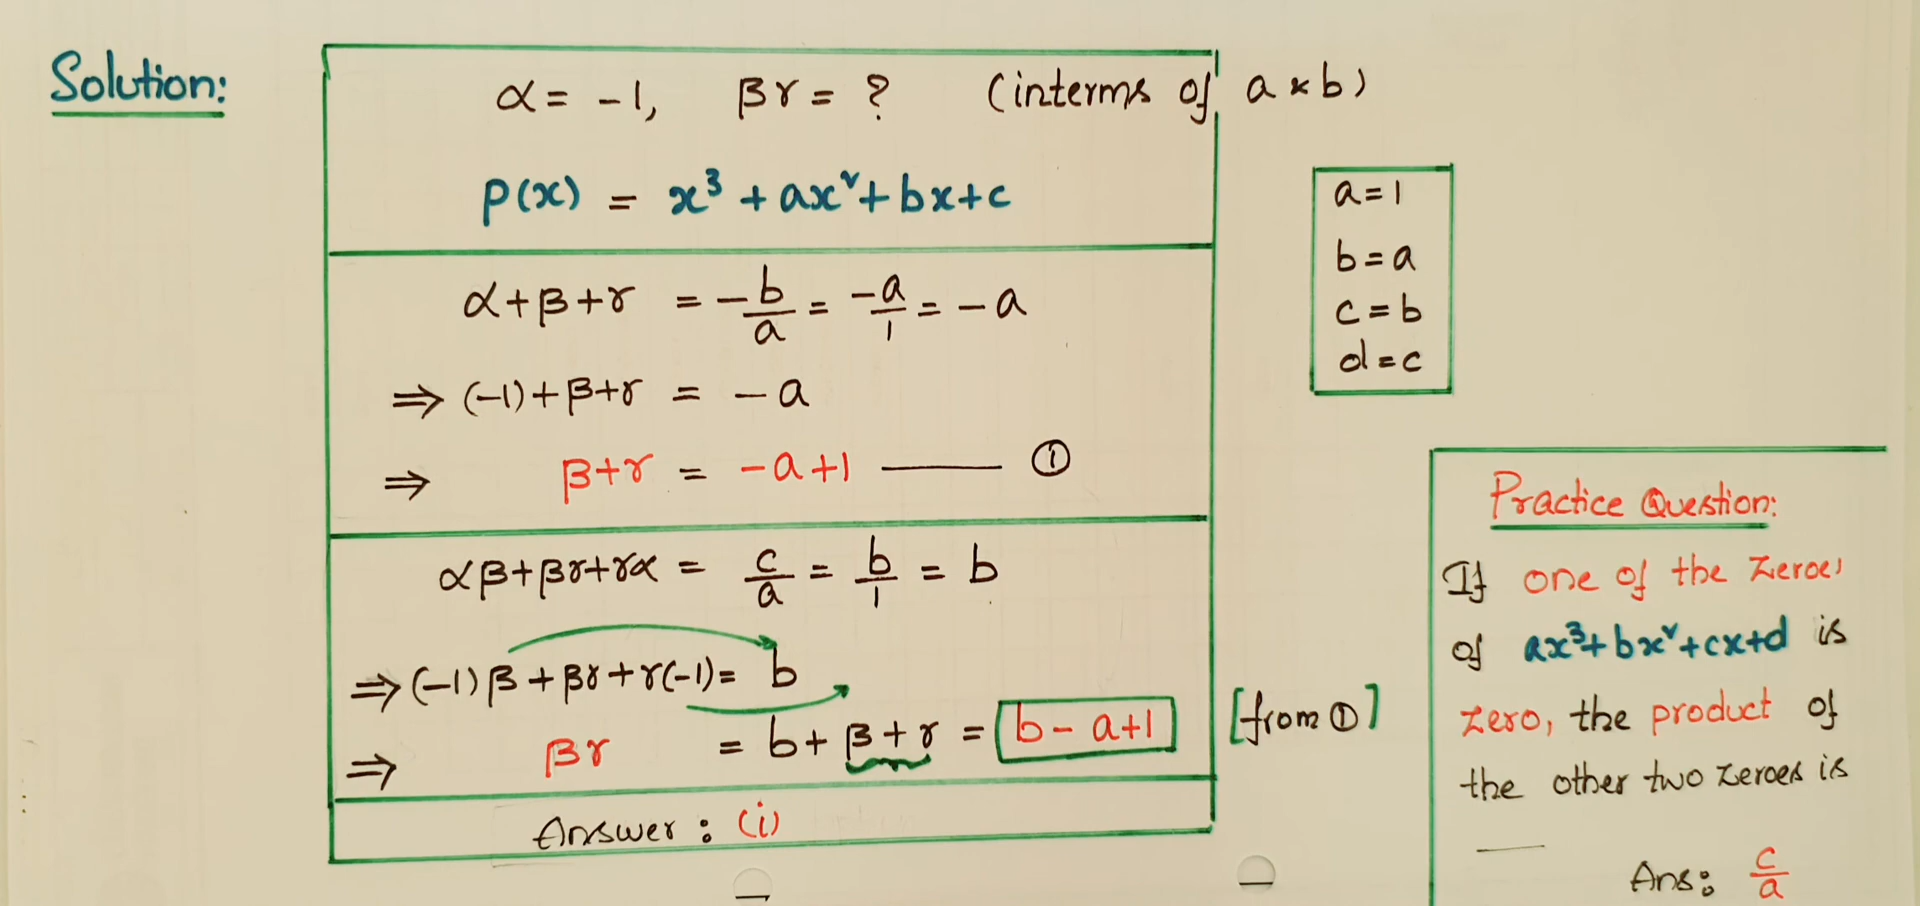 Solution:
α = -1, βγ = ? (interms of a & b)
P(x) = x³ + ax² + bx + c
a = 1
b = a
c = b
d = c
α + β + γ = -b/a = -a/1 = -a
⇒ (-1) + β + γ = -a
⇒ β + γ = -a + 1 —— ①
αβ + βγ + γα = c/a = b/1 = b
⇒ (-1)β + βγ + γ(-1) = b
⇒ βγ = b + β + γ = b - a + 1 [from ①]
Answer : (i)
Practice Question:
If one of the zeroes
of ax³ + bx² + cx + d is
zero, the product of
the other two zeroes is
___
Ans: c/a